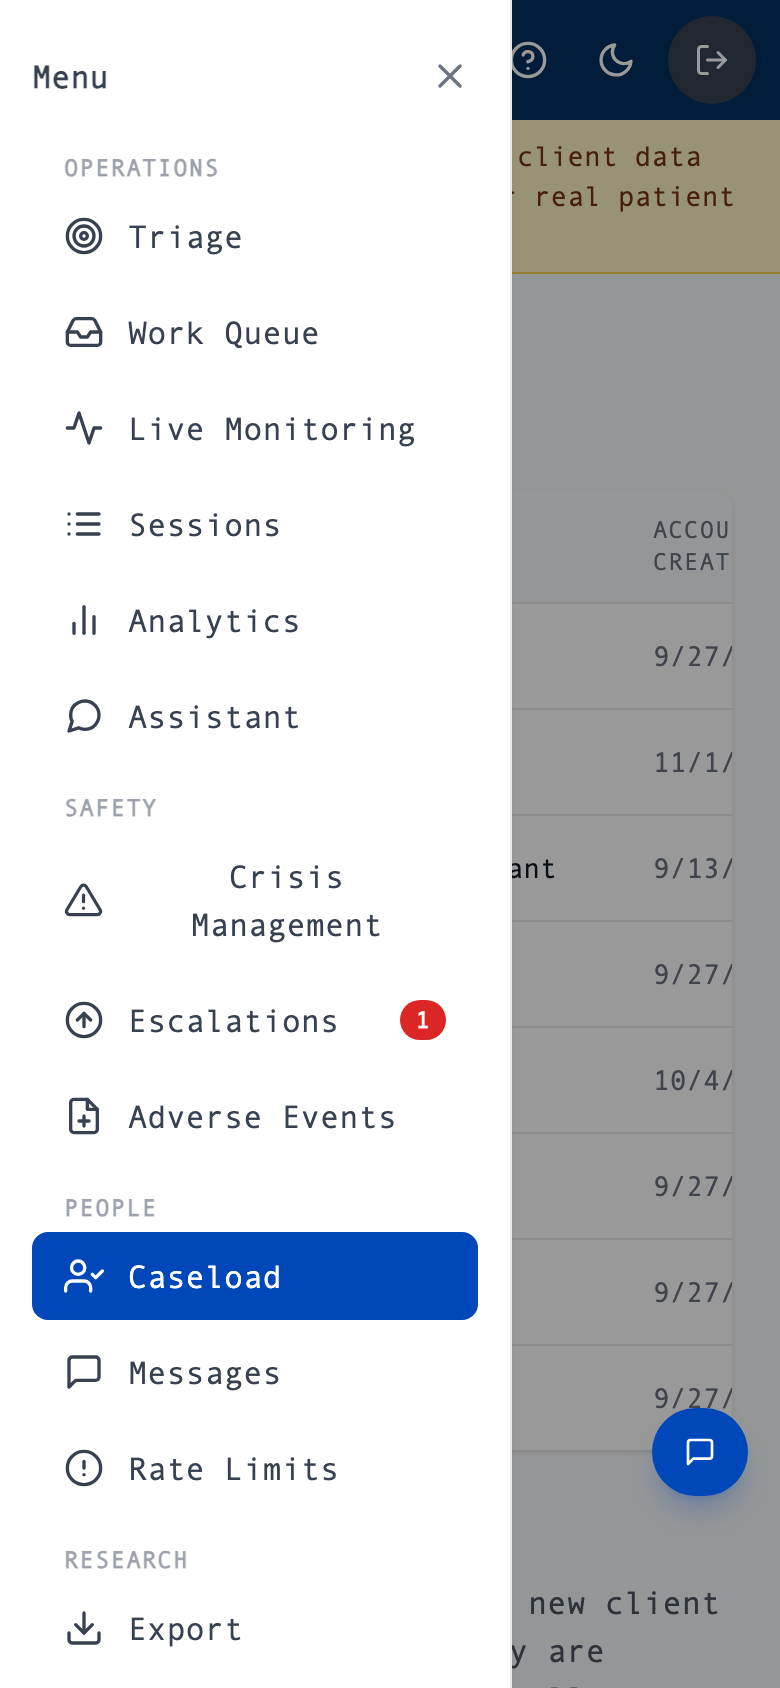 Menu
client data
real patient
OPERATIONS
Triage
Work Queue
Live Monitoring
Sessions
Analytics
Assistant
SAFETY
Crisis
Management
Escalations 1
Adverse Events
PEOPLE
Caseload
Messages
Rate Limits
RESEARCH
Export
ACCOU
CREAT
9/27/
11/1/
ant 9/13/
9/27/
10/4/
9/27/
9/27/
9/27/
new client
y are